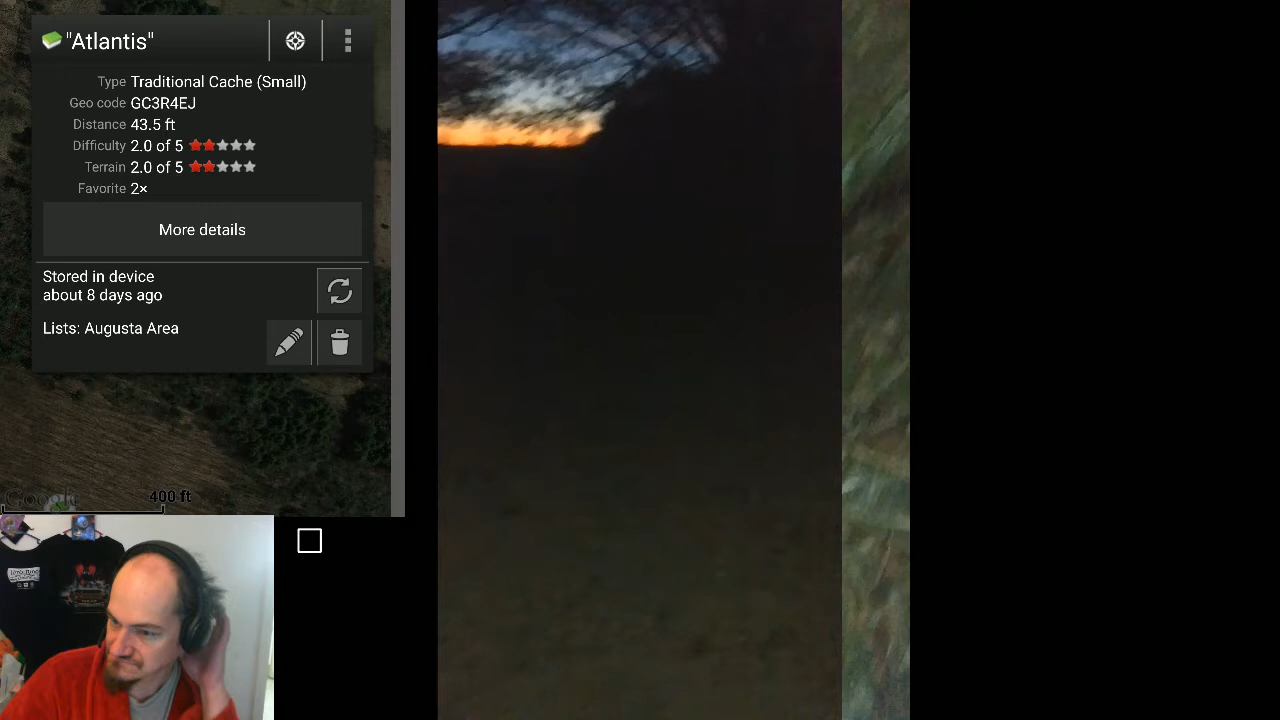 "Atlantis"
Type Traditional Cache (Small)
Geo code GC3R4EJ
Distance 43.5 ft
Difficulty 2.0 of 5
Terrain 2.0 of 5
Favorite 2×
More details
Stored in device
about 8 days ago
Lists: Augusta Area
Google
400 ft